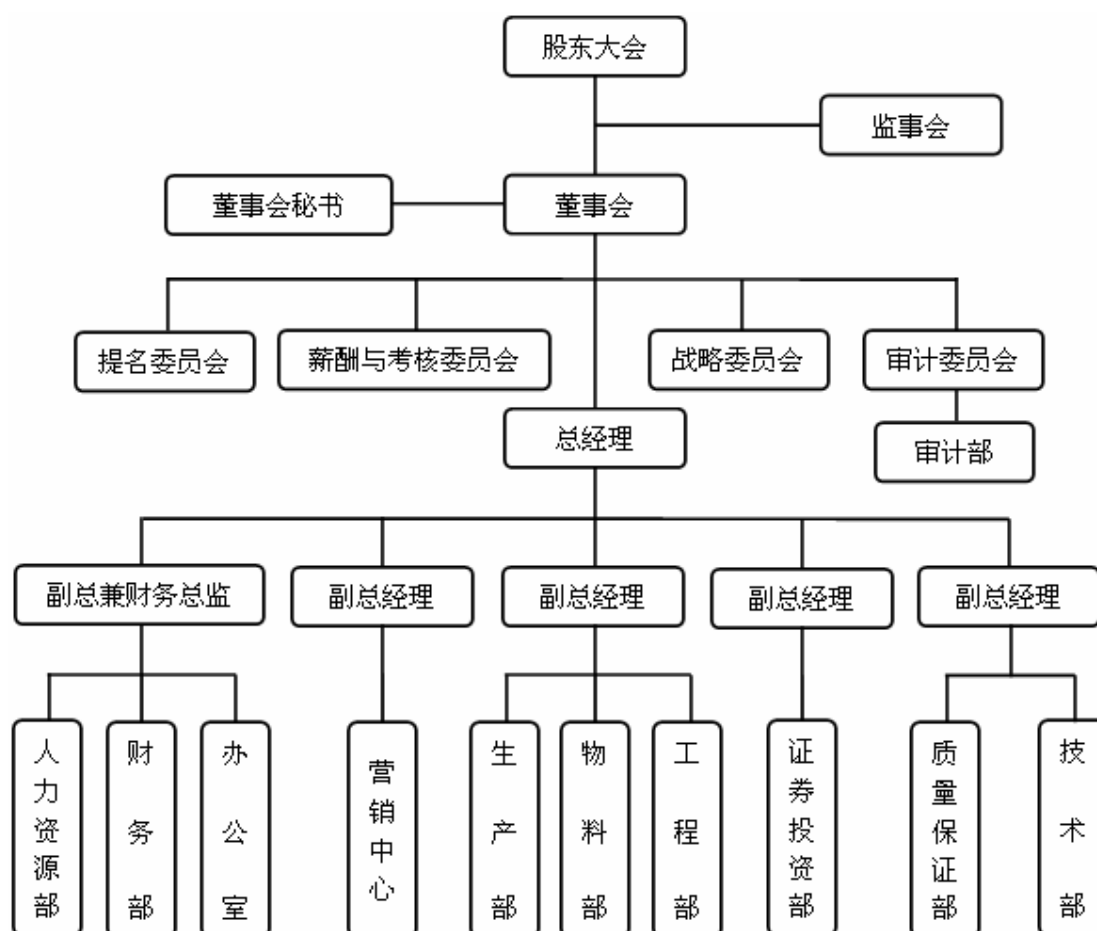 股东大会
监事会
董事会秘书
董事会
提名委员会
薪酬与考核委员会
战略委员会
审计委员会
总经理
审计部
副总兼财务总监
副总经理
副总经理
副总经理
副总经理
人力资源部
财务部
办公室
营销中心
生产部
物料部
工程部
证券投资部
质量保证部
技术部